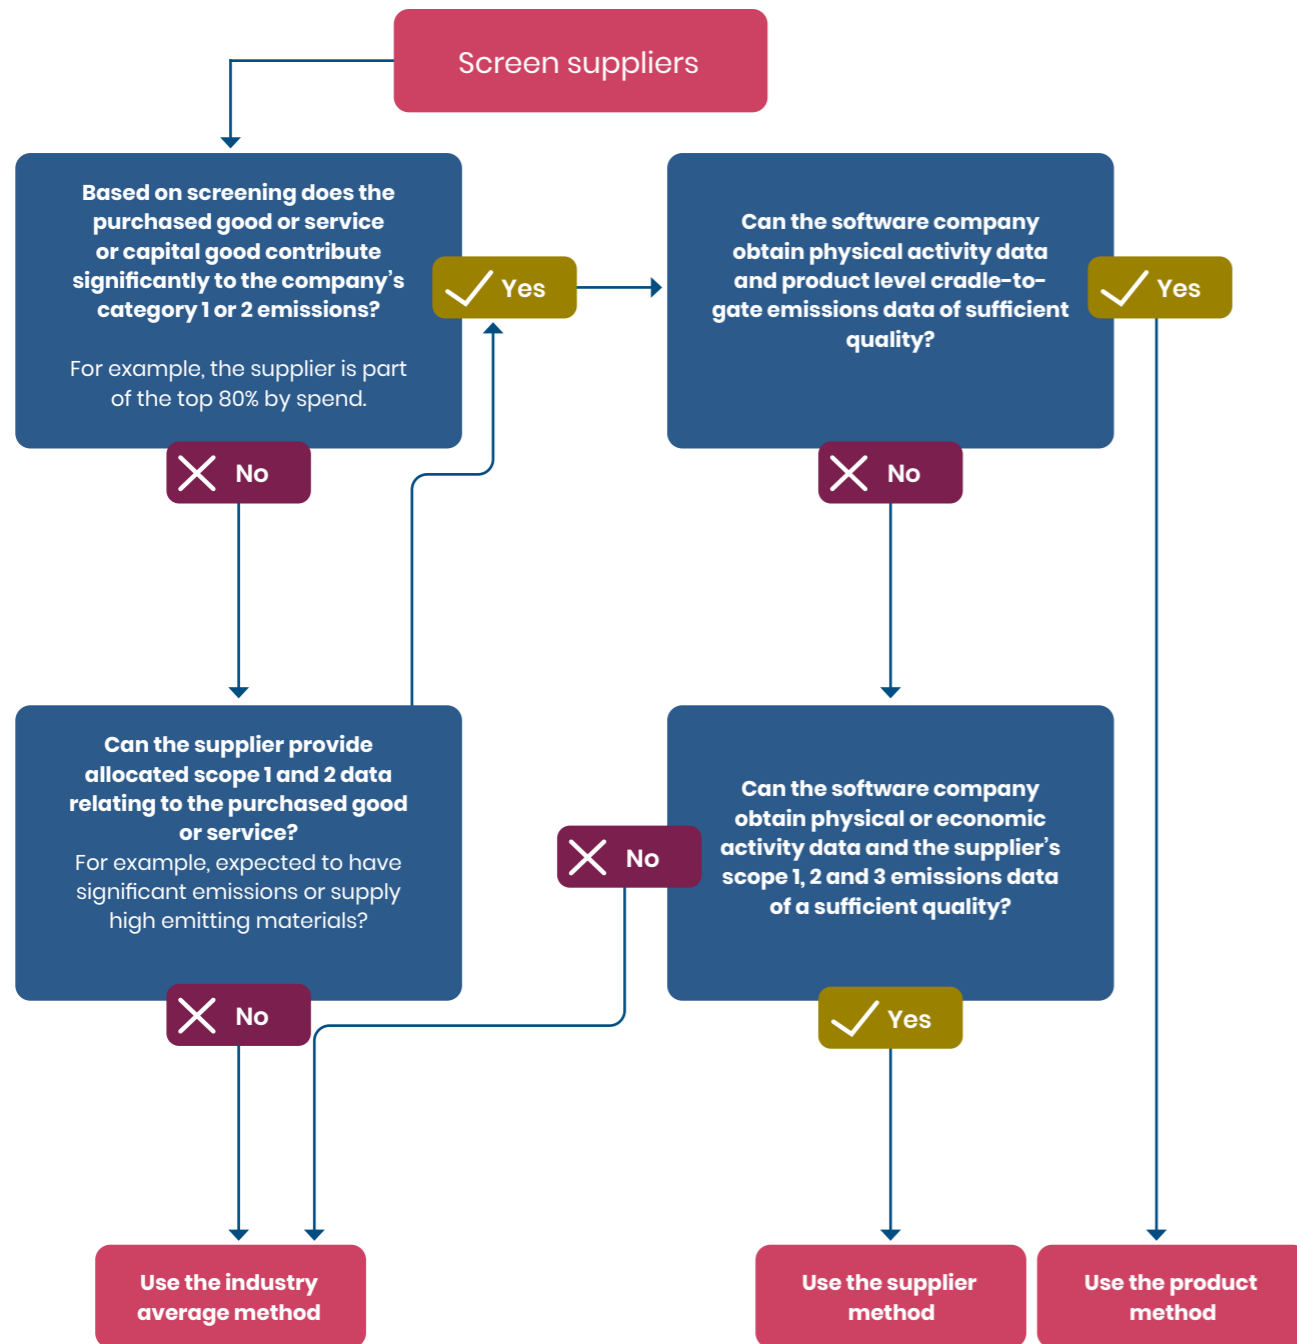 Screen suppliers
Based on screening does the
purchased good or service
or capital good contribute
significantly to the company's
category 1 or 2 emissions?
For example, the supplier is part
of the top 80% by spend.
Yes
No
Can the software company
obtain physical activity data
and product level cradle-to-
gate emissions data of sufficient
quality?
Yes
No
Can the supplier provide
allocated scope 1 and 2 data
relating to the purchased good
or service?
For example, expected to have
significant emissions or supply
high emitting materials?
No
Can the software company
obtain physical or economic
activity data and the supplier's
scope 1, 2 and 3 emissions data
of a sufficient quality?
No
Yes
Use the industry
average method
Use the supplier
method
Use the product
method